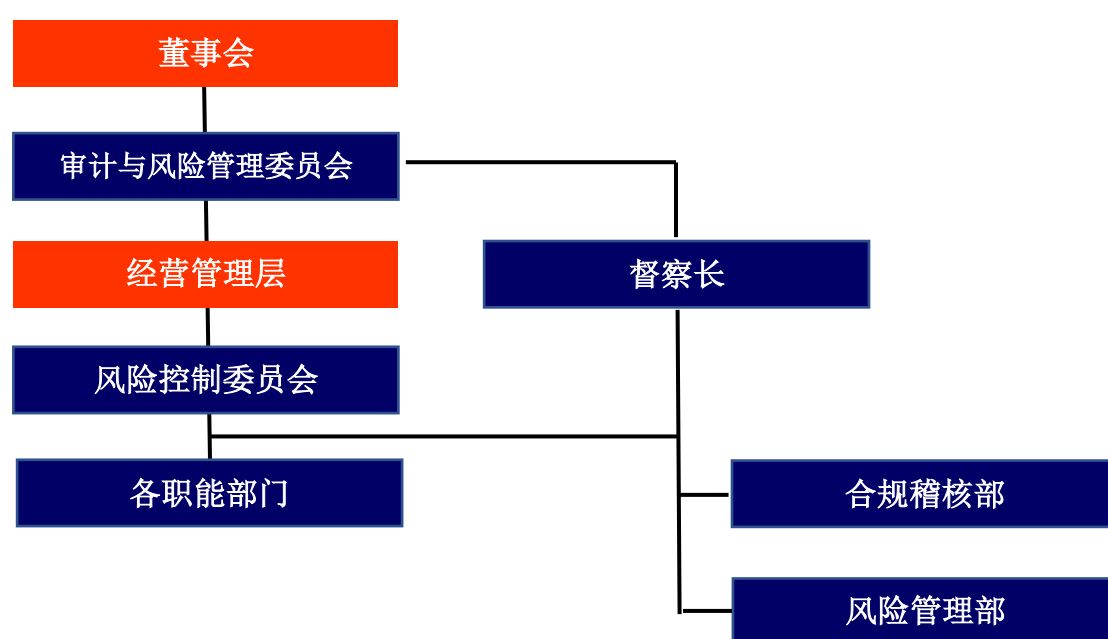 董事会
审计与风险管理委员会
经营管理层
督察长
风险控制委员会
各职能部门
合规稽核部
风险管理部